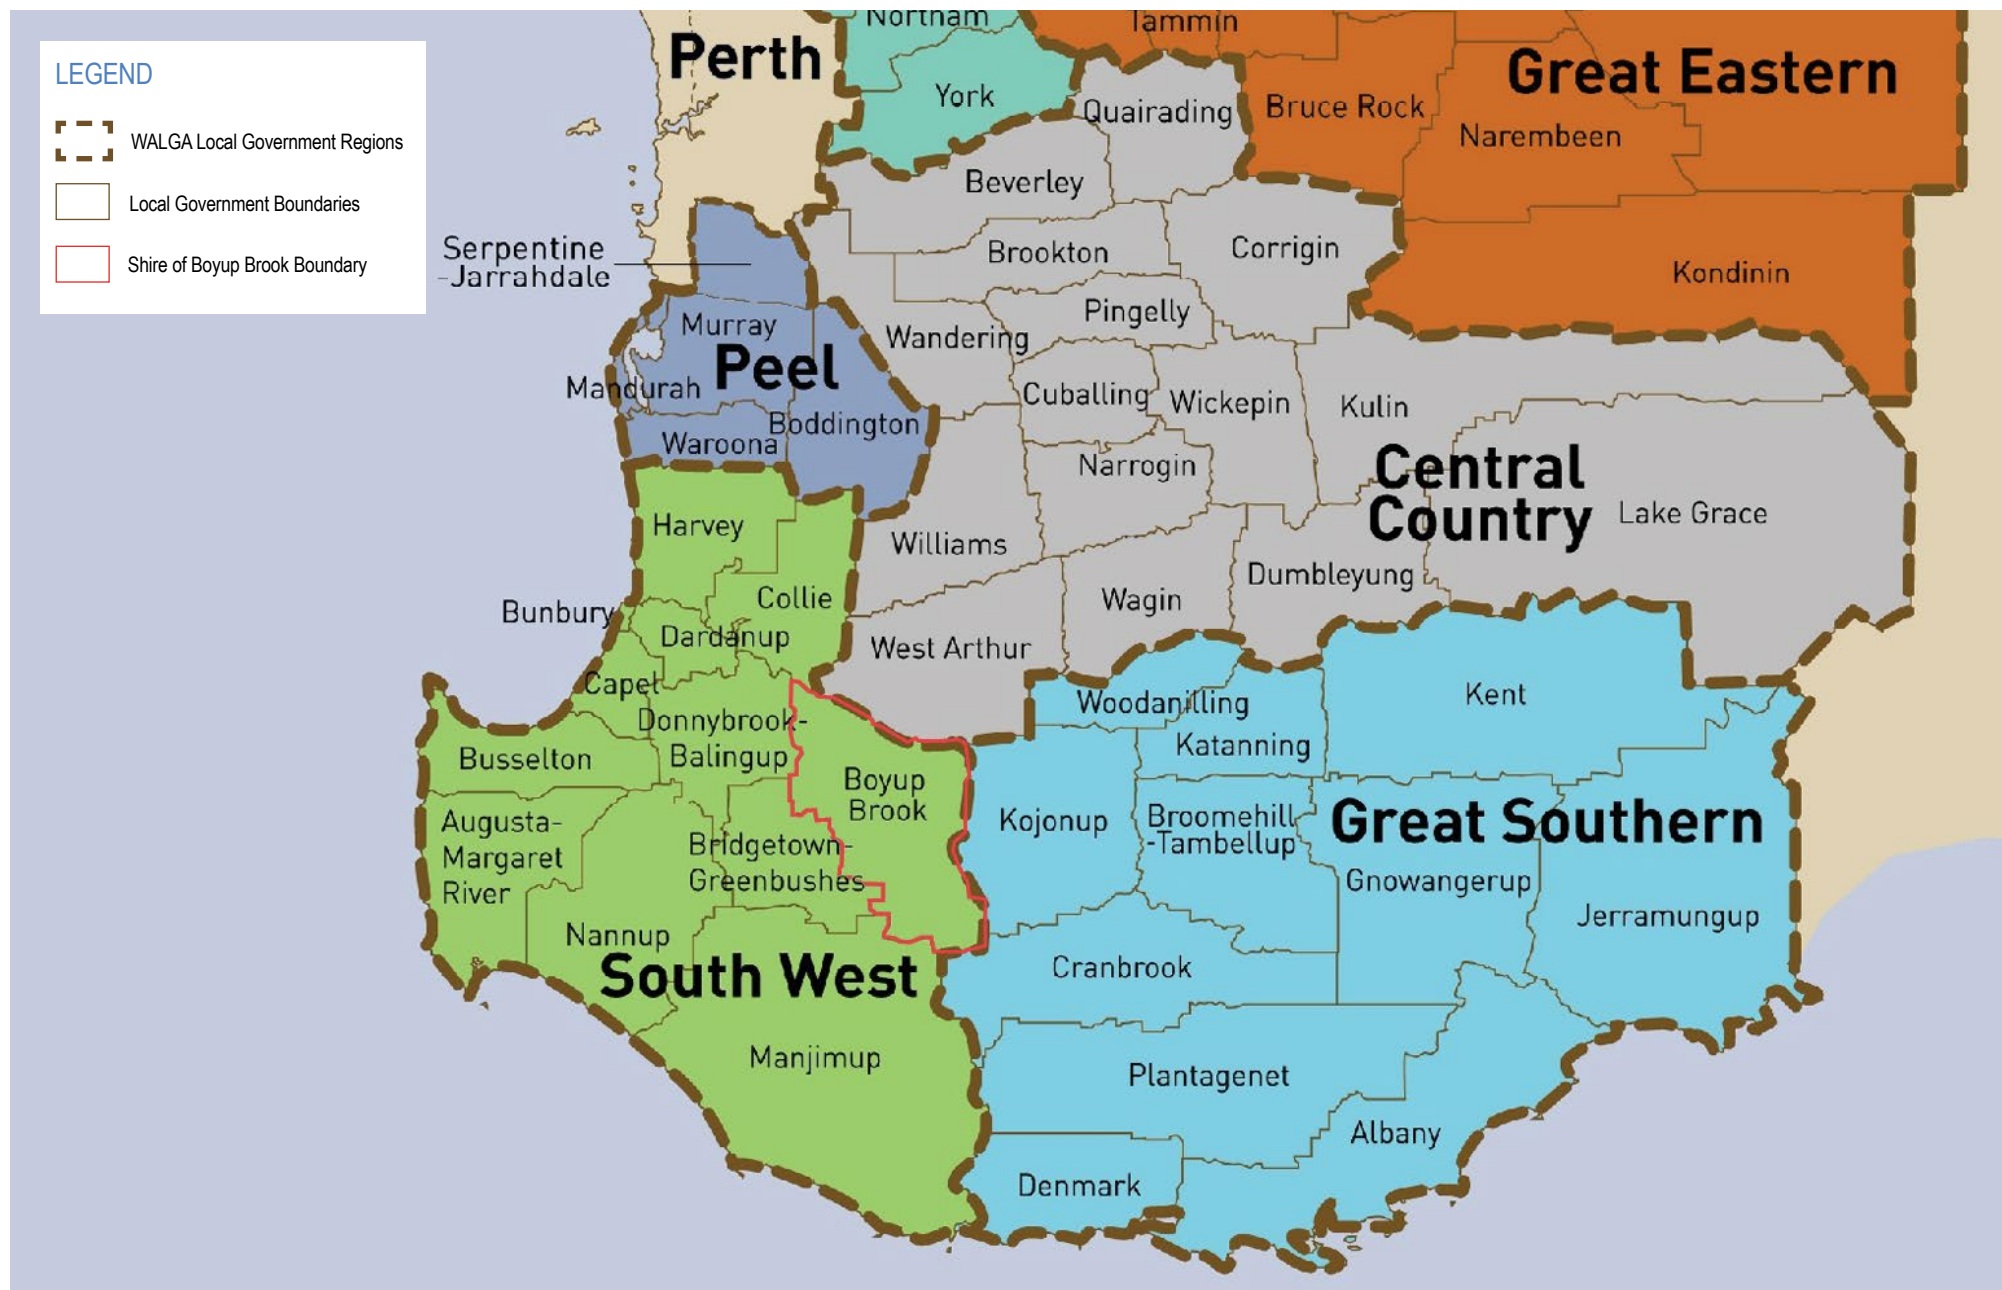 Northam
Tammin
Perth
LEGEND
WALGA Local Government Regions
Local Government Boundaries
Shire of Boyup Brook Boundary
Great Eastern
York
Quairading
Bruce Rock
Narembeen
Beverley
Serpentine
-Jarrahdale
Brookton
Corrigin
Kondinin
Murray
Pingelly
Wandering
Peel
Mandurah
Cuballing
Wickepin
Kulin
Boddington
Waroona
Narrogin
Central
Country
Lake Grace
Harvey
Williams
Dumbleyung
Collie
Wagin
Bunbury
Dardanup
West Arthur
Capel
Woodanilling
Kent
Donnybrook-
Balingup
Katanning
Busselton
Boyup
Brook
Kojonup
Broomehill
-Tambellup
Great Southern
Augusta-
Margaret
River
Bridgetown-
Greenbushes
Gnowangerup
Jerramungup
Nannup
South West
Cranbrook
Manjimup
Plantagenet
Albany
Denmark